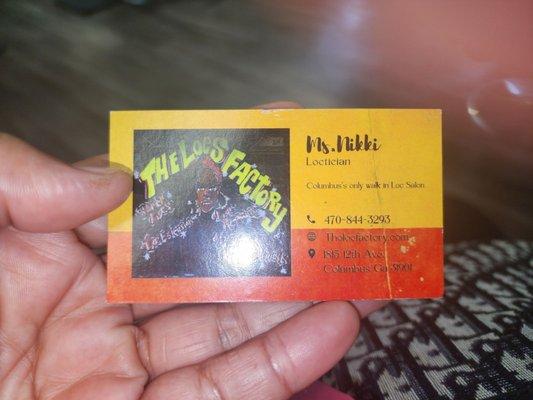 THE LOCS FACTORY
Ms. Nikki
Loctician
Columbus's only walk in Loc Salon
470-844-3293
Thelocfactory.com
1815 12th Ave.
Columbus Ga 31901